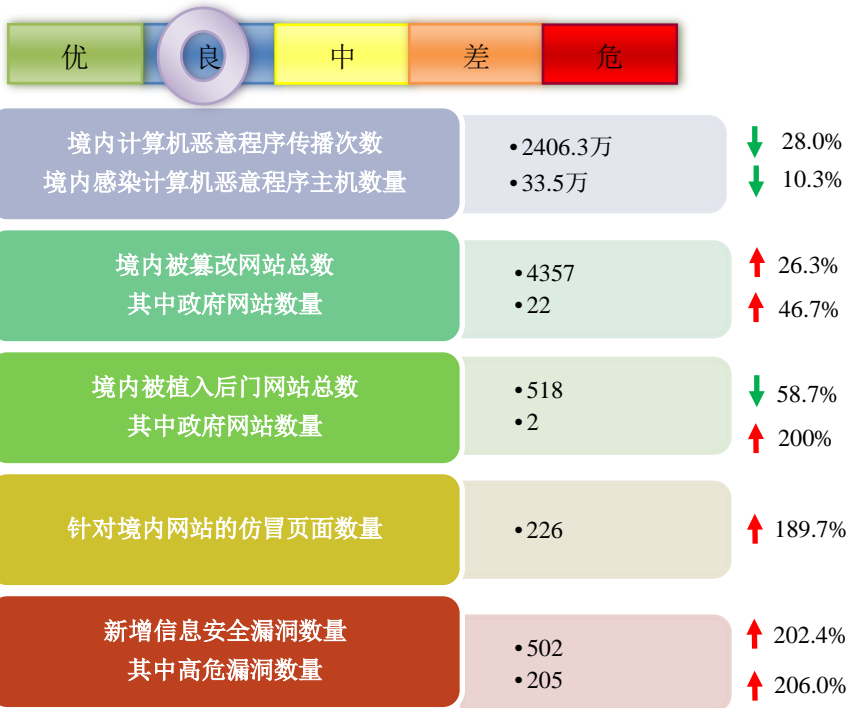 优 良 中 差 危
境内计算机恶意程序传播次数 •2406.3万 28.0%
境内感染计算机恶意程序主机数量 •33.5万 10.3%
境内被篡改网站总数 •4357 26.3%
其中政府网站数量 •22 46.7%
境内被植入后门网站总数 •518 58.7%
其中政府网站数量 •2 200%
针对境内网站的仿冒页面数量 •226 189.7%
新增信息安全漏洞数量 •502 202.4%
其中高危漏洞数量 •205 206.0%